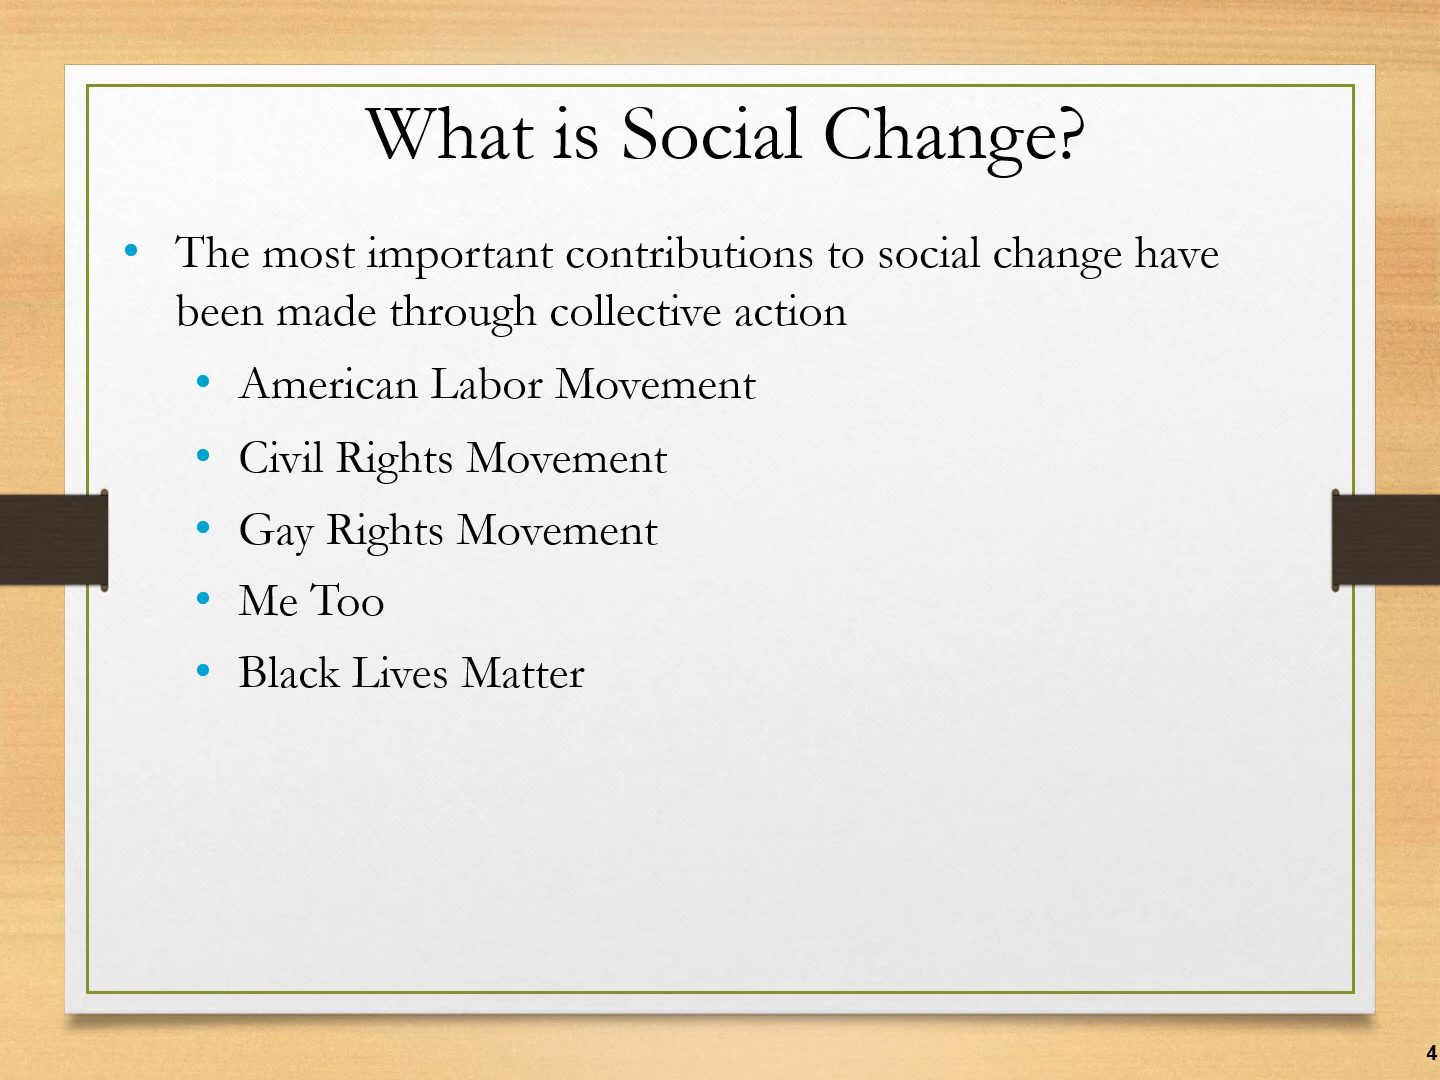 What is Social Change?
• The most important contributions to social change have
been made through collective action
• American Labor Movement
• Civil Rights Movement
• Gay Rights Movement
• Me Too
• Black Lives Matter
4